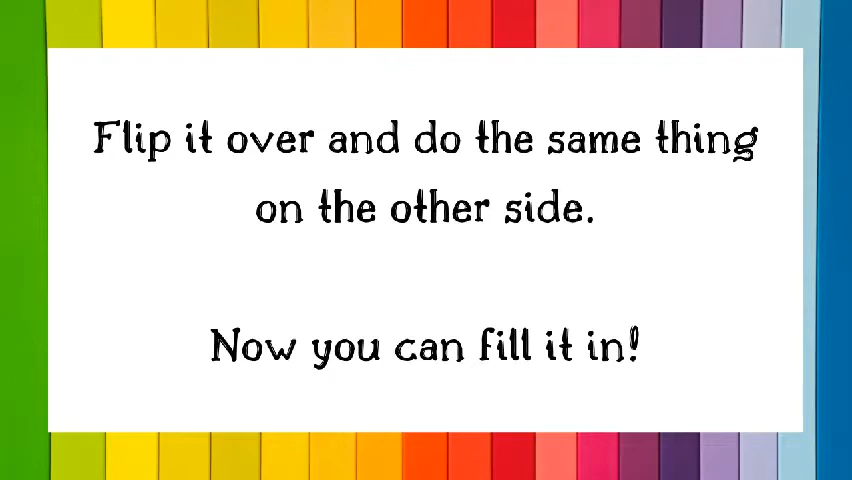 Flip it over and do the same thing
on the other side.
Now you can fill it in!